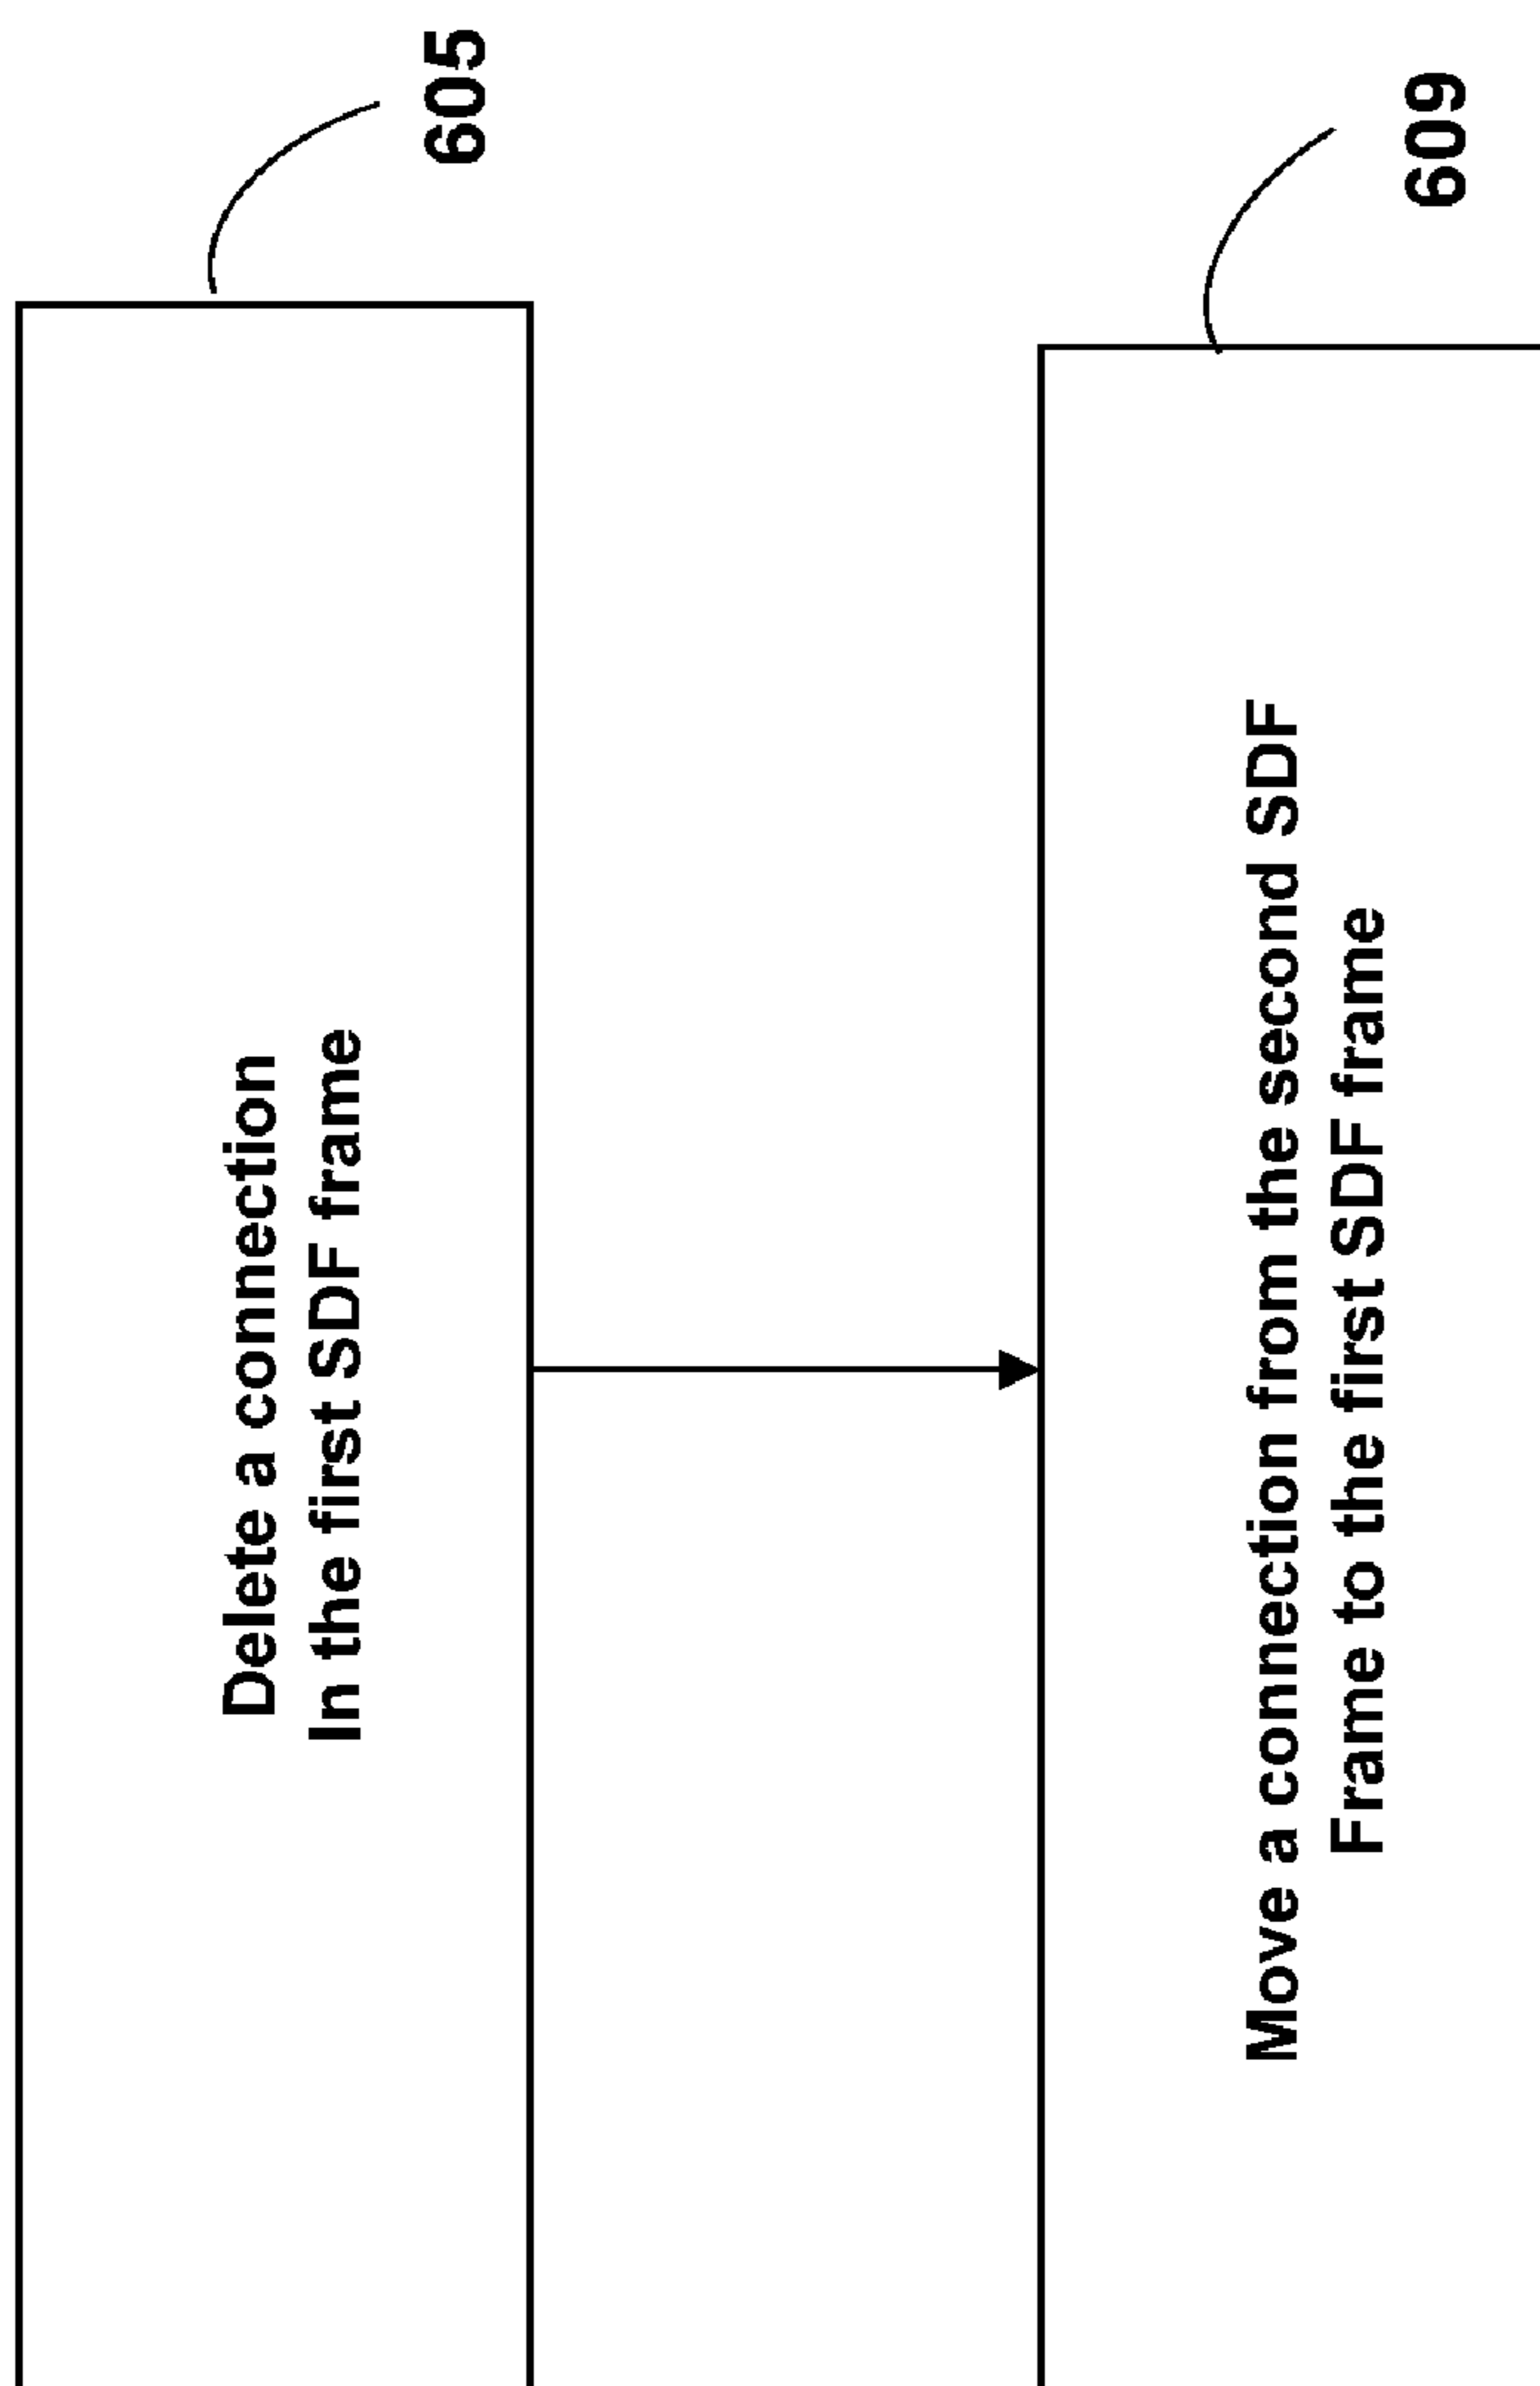 605
Delete a connection
In the first SDF frame
609
Move a connection from the second SDF
Frame to the first SDF frame